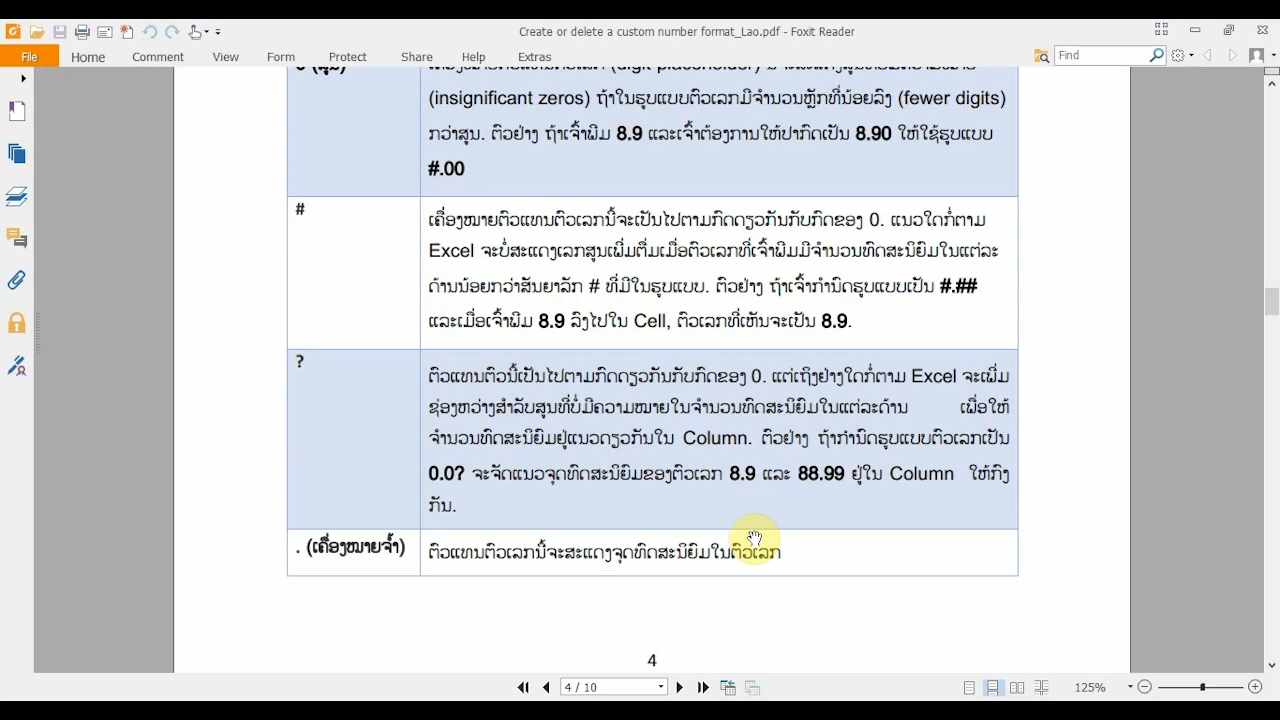 Create or delete a custom number format_Lao.pdf - Foxit Reader
File Home Comment View Form Protect Share Help Extras Find
(insignificant zeros) ຖ້າໃນຮູບແບບຕົວເລກມີຈຳນວນຫຼັກທີ່ນ້ອຍລົງ (fewer digits)
ກວ່າສູນ. ຕົວຢ່າງ ຖ້າເຈົ້າພິມ 8.9 ແລະເຈົ້າຕ້ອງການໃຫ້ປາກົດເປັນ 8.90 ໃຫ້ໃຊ້ຮູບແບບ
#.00
#
ເຄື່ອງໝາຍຕົວແທນຕົວເລກນີ້ຈະເປັນໄປຕາມກົດດຽວກັນກັບກົດຂອງ 0. ແນວໃດກໍ່ຕາມ
Excel ຈະບໍ່ສະແດງເລກສູນເພີ່ມຕື່ມເມື່ອຕົວເລກທີ່ເຈົ້າພິມມີຈຳນວນທົດສະນິຍົມໃນແຕ່ລະ
ດ້ານນ້ອຍກວ່າສັນຍາລັກ # ທີ່ມີໃນຮູບແບບ. ຕົວຢ່າງ ຖ້າເຈົ້າກຳນົດຮູບແບບເປັນ #.##
ແລະເມື່ອເຈົ້າພິມ 8.9 ລົງໄປໃນ Cell, ຕົວເລກທີ່ເຫັນຈະເປັນ 8.9.
?
ຕົວແທນຕົວນີ້ເປັນໄປຕາມກົດດຽວກັນກັບກົດຂອງ 0. ແຕ່ເຖິງຢ່າງໃດກໍ່ຕາມ Excel ຈະເພີ່ມ
ຊ່ອງຫວ່າງສຳລັບສູນທີ່ບໍ່ມີຄວາມໝາຍໃນຈຳນວນທົດສະນິຍົມໃນແຕ່ລະດ້ານ ເພື່ອໃຫ້
ຈຳນວນທົດສະນິຍົມຢູ່ແນວດຽວກັນໃນ Column. ຕົວຢ່າງ ຖ້າກຳນົດຮູບແບບຕົວເລກເປັນ
0.0? ຈະຈັດແນວຈຸດທົດສະນິຍົມຂອງຕົວເລກ 8.9 ແລະ 88.99 ຢູ່ໃນ Column ໃຫ້ກົງ
ກັນ.
. (ເຄື່ອງໝາຍຈ້ຳ)
ຕົວແທນຕົວເລກນີ້ຈະສະແດງຈຸດທົດສະນິຍົມໃນຕົວເລກ
4
4 / 10
125%